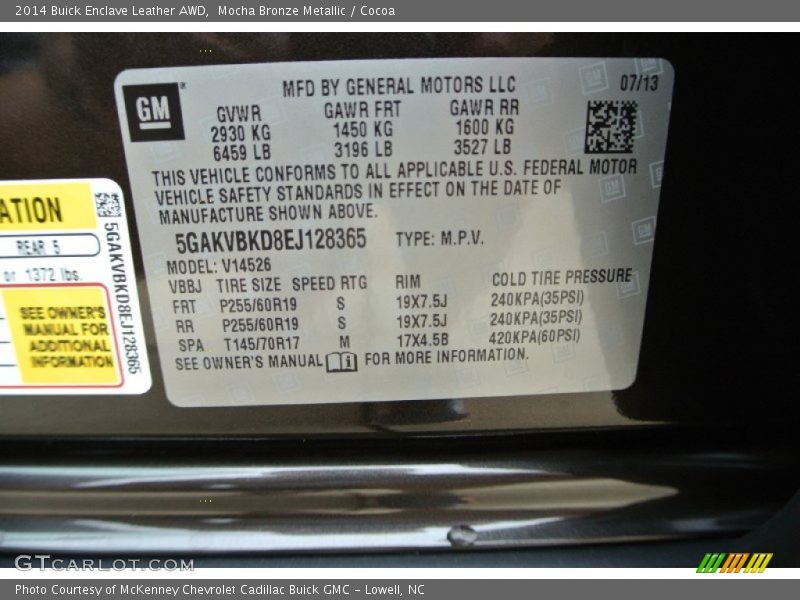 2014 Buick Enclave Leather AWD,  Mocha Bronze Metallic / Cocoa
GM
MFD BY GENERAL MOTORS LLC
07/13
GVWR GAWR FRT GAWR RR
2930 KG 1450 KG 1600 KG
6459 LB 3196 LB 3527 LB
THIS VEHICLE CONFORMS TO ALL APPLICABLE U.S. FEDERAL MOTOR
VEHICLE SAFETY STANDARDS IN EFFECT ON THE DATE OF
MANUFACTURE SHOWN ABOVE.
5GAKVBKD8EJ128365 TYPE: M.P.V.
MODEL: V14526
VBBJ TIRE SIZE SPEED RTG RIM COLD TIRE PRESSURE
FRT P255/60R19 S 19X7.5J 240KPA(35PSI)
RR P255/60R19 S 19X7.5J 240KPA(35PSI)
SPA T145/70R17 M 17X4.5B 420KPA(60PSI)
SEE OWNER'S MANUAL FOR MORE INFORMATION.
ATION
REAR 5
or 1372 lbs.
SEE OWNER'S
MANUAL FOR
ADDITIONAL
INFORMATION
5GAKVBKD8EJ128365
GTCARLOT.COM
Photo Courtesy of McKenney Chevrolet Cadillac Buick GMC - Lowell, NC